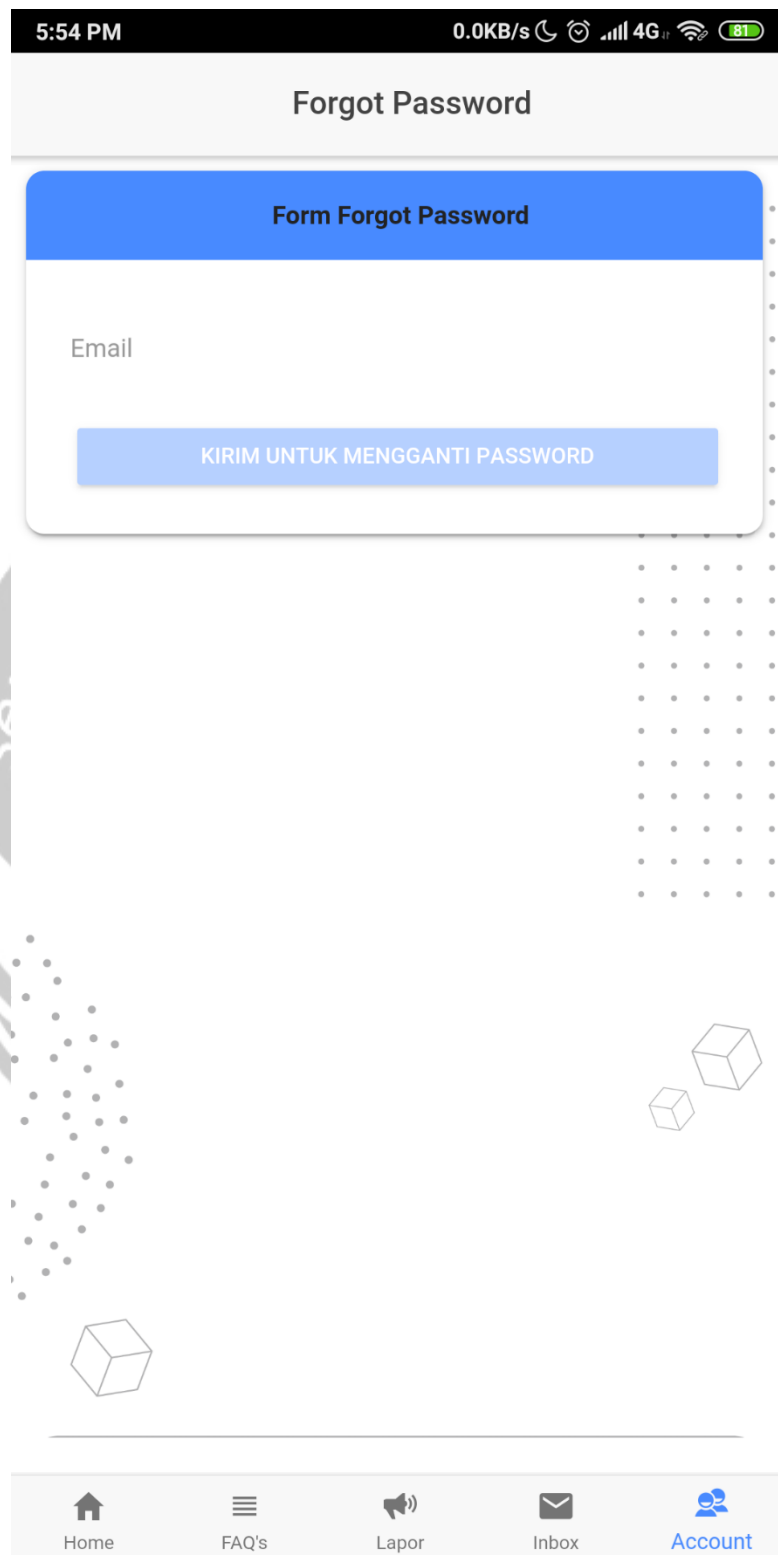 5:54 PM 0.0KB/s 4G 81
Forgot Password
Form Forgot Password
Email
KIRIM UNTUK MENGGANTI PASSWORD
Home FAQ's Lapor Inbox Account